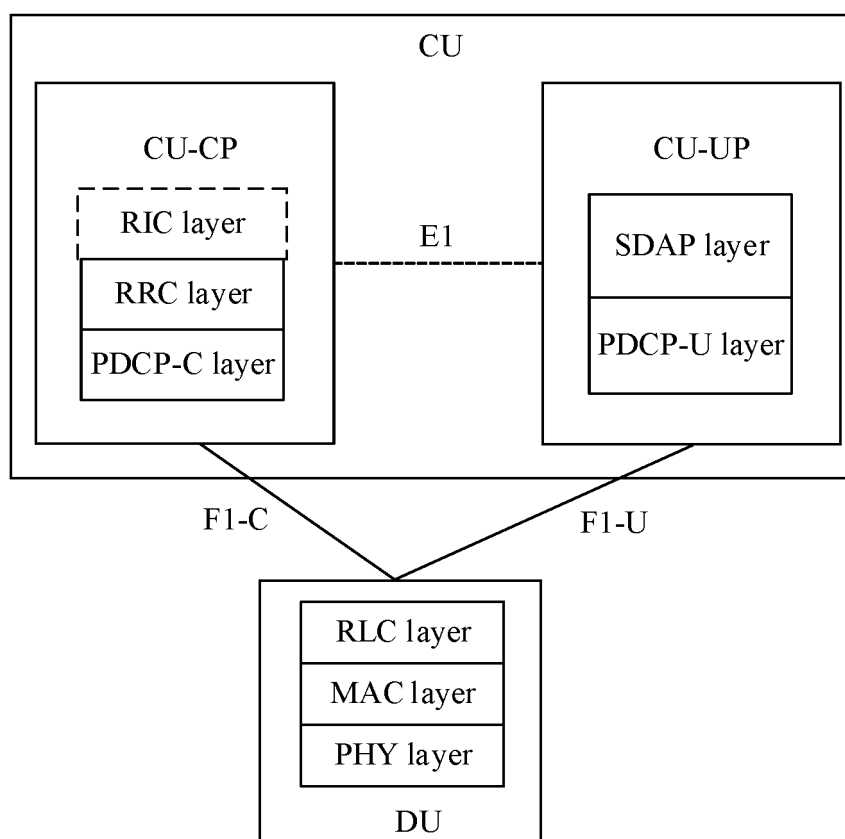 CU
CU-CP
RIC layer
RRC layer
PDCP-C layer
E1
CU-UP
SDAP layer
PDCP-U layer
F1-C
F1-U
RLC layer
MAC layer
PHY layer
DU